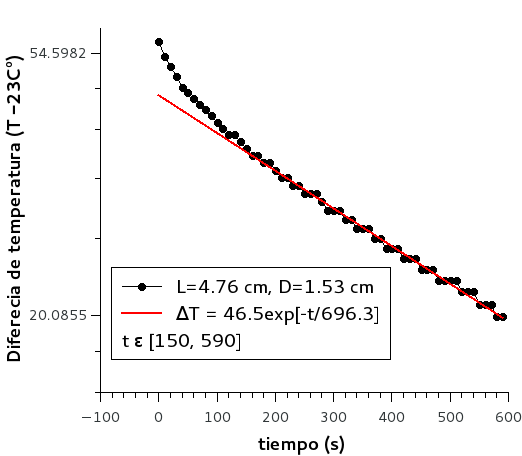 Diferecia de temperatura (T −23C°)
54.5982
20.0855
L=4.76 cm, D=1.53 cm
ΔT = 46.5exp[-t/696.3]
t ε [150, 590]
−100 0 100 200 300 400 500 600
tiempo (s)